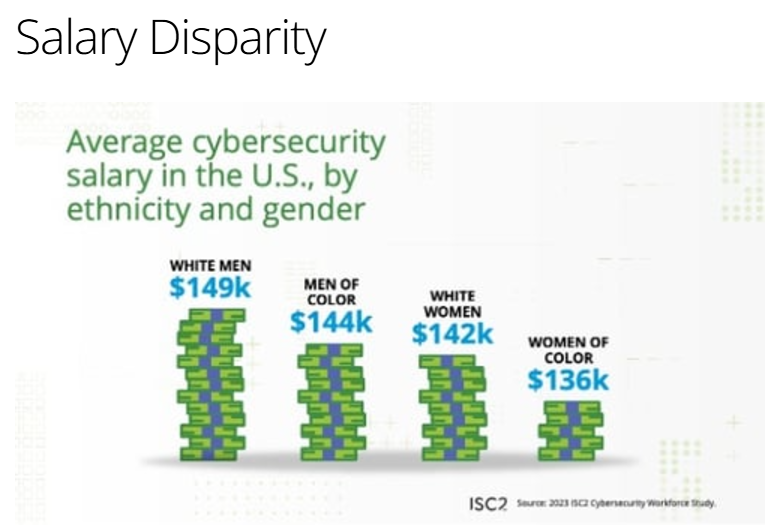 Salary Disparity
Average cybersecurity
salary in the U.S., by
ethnicity and gender
WHITE MEN
$149k
MEN OF
COLOR
$144k
WHITE
WOMEN
$142k
WOMEN OF
COLOR
$136k
ISC2 Source: 2023 ISC2 Cybersecurity Workforce Study.